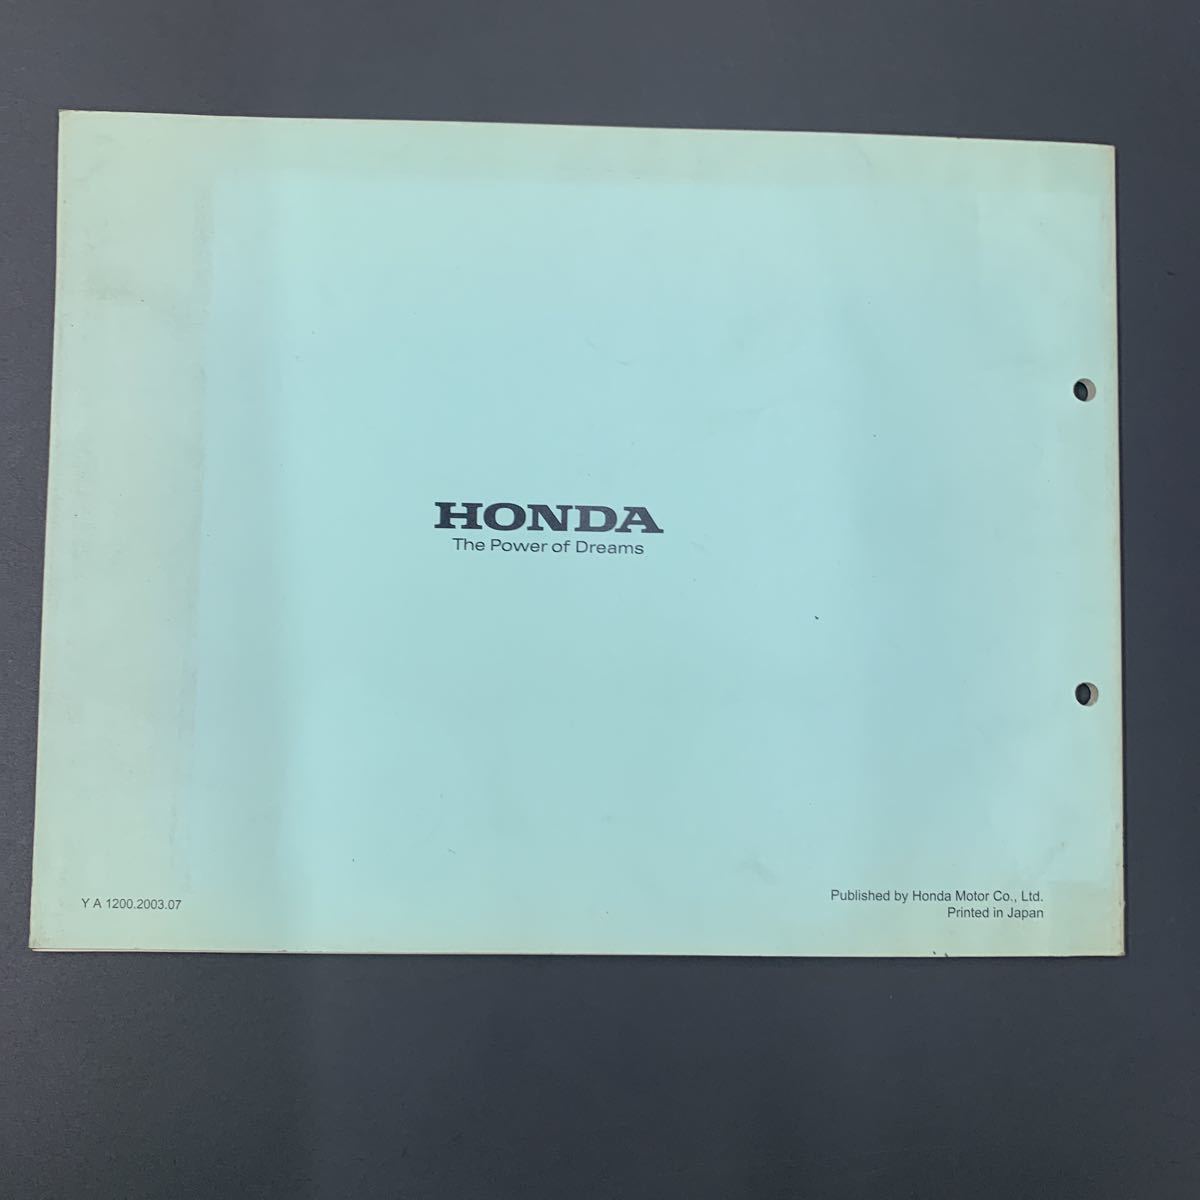 HONDA
The Power of Dreams
Y A 1200.2003.07
Published by Honda Motor Co., Ltd.
Printed in Japan